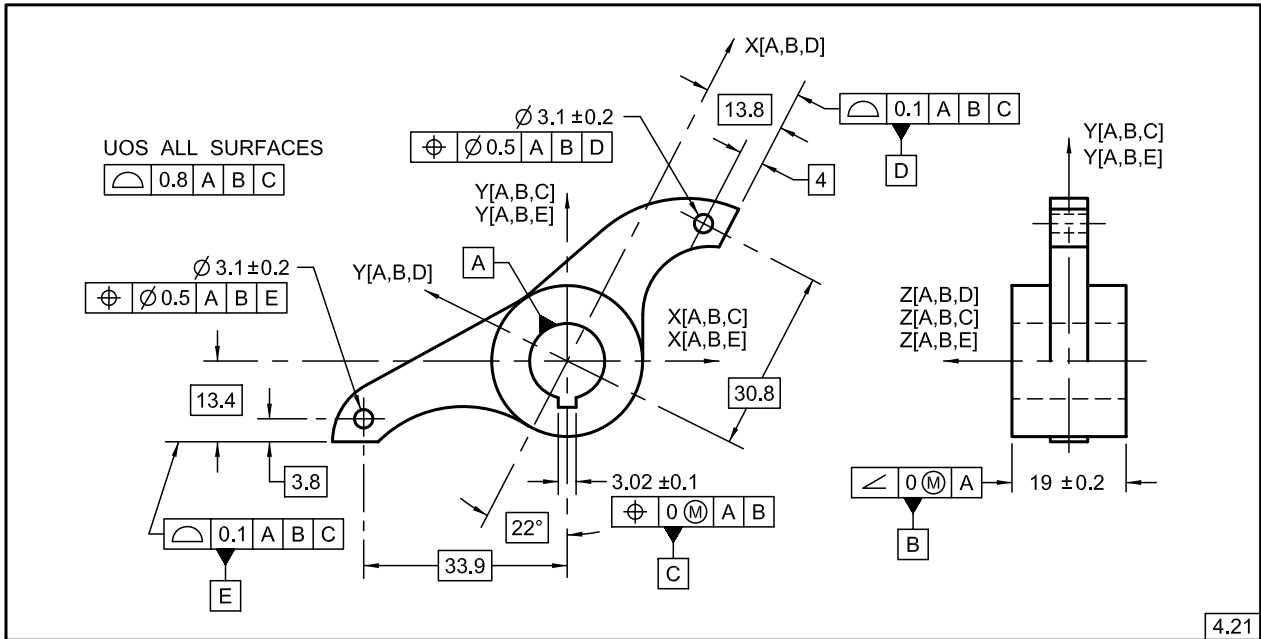 X[A,B,D]
13.8
⌓ 0.1 A B C
D
4
Ø 3.1 ±0.2
⌖ Ø 0.5 A B D
UOS ALL SURFACES
⌓ 0.8 A B C
Y[A,B,C]
Y[A,B,E]
Y[A,B,C]
Y[A,B,E]
A
Y[A,B,D]
Ø 3.1±0.2
⌖ Ø 0.5 A B E
X[A,B,C]
X[A,B,E]
Z[A,B,D]
Z[A,B,C]
Z[A,B,E]
30.8
13.4
3.8
3.02 ±0.1
⌖ 0 Ⓜ A B
C
22°
33.9
⌓ 0.1 A B C
E
∠ 0 Ⓜ A
B
19 ±0.2
4.21